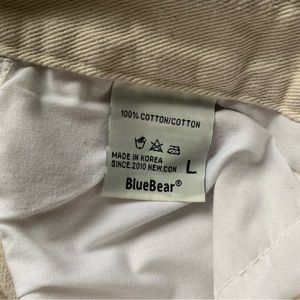 100% COTTON/COTTON
MADE IN KOREA
SINCE.2010 NEW.CON
L
BlueBear®